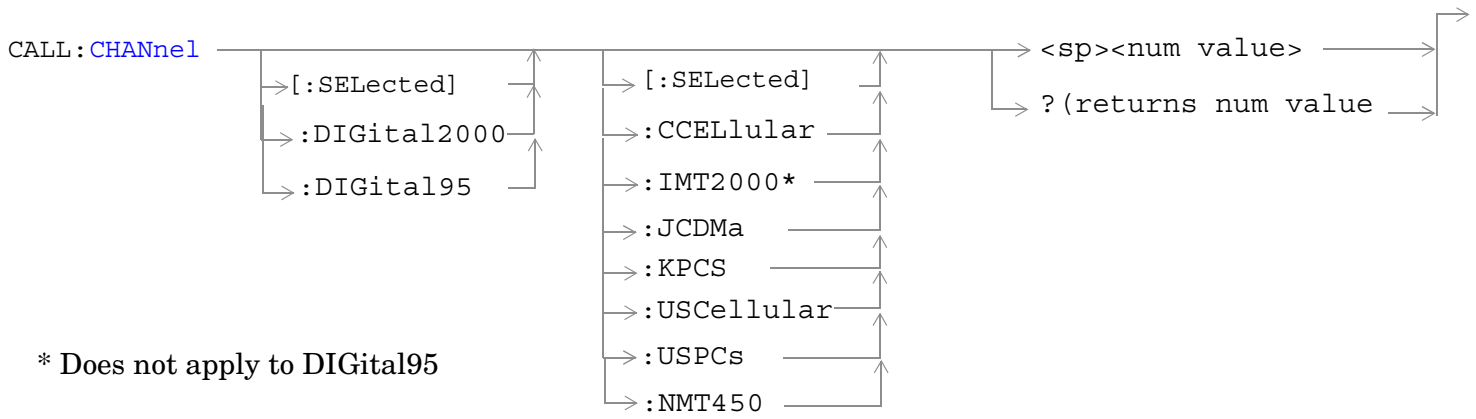 CALL:CHANnel
[:SELected]
:DIGital2000
:DIGital95
[:SELected]
:CCELlular
:IMT2000*
:JCDMa
:KPCS
:USCellular
:USPCs
:NMT450
<sp><num value>
?(returns num value
* Does not apply to DIGital95